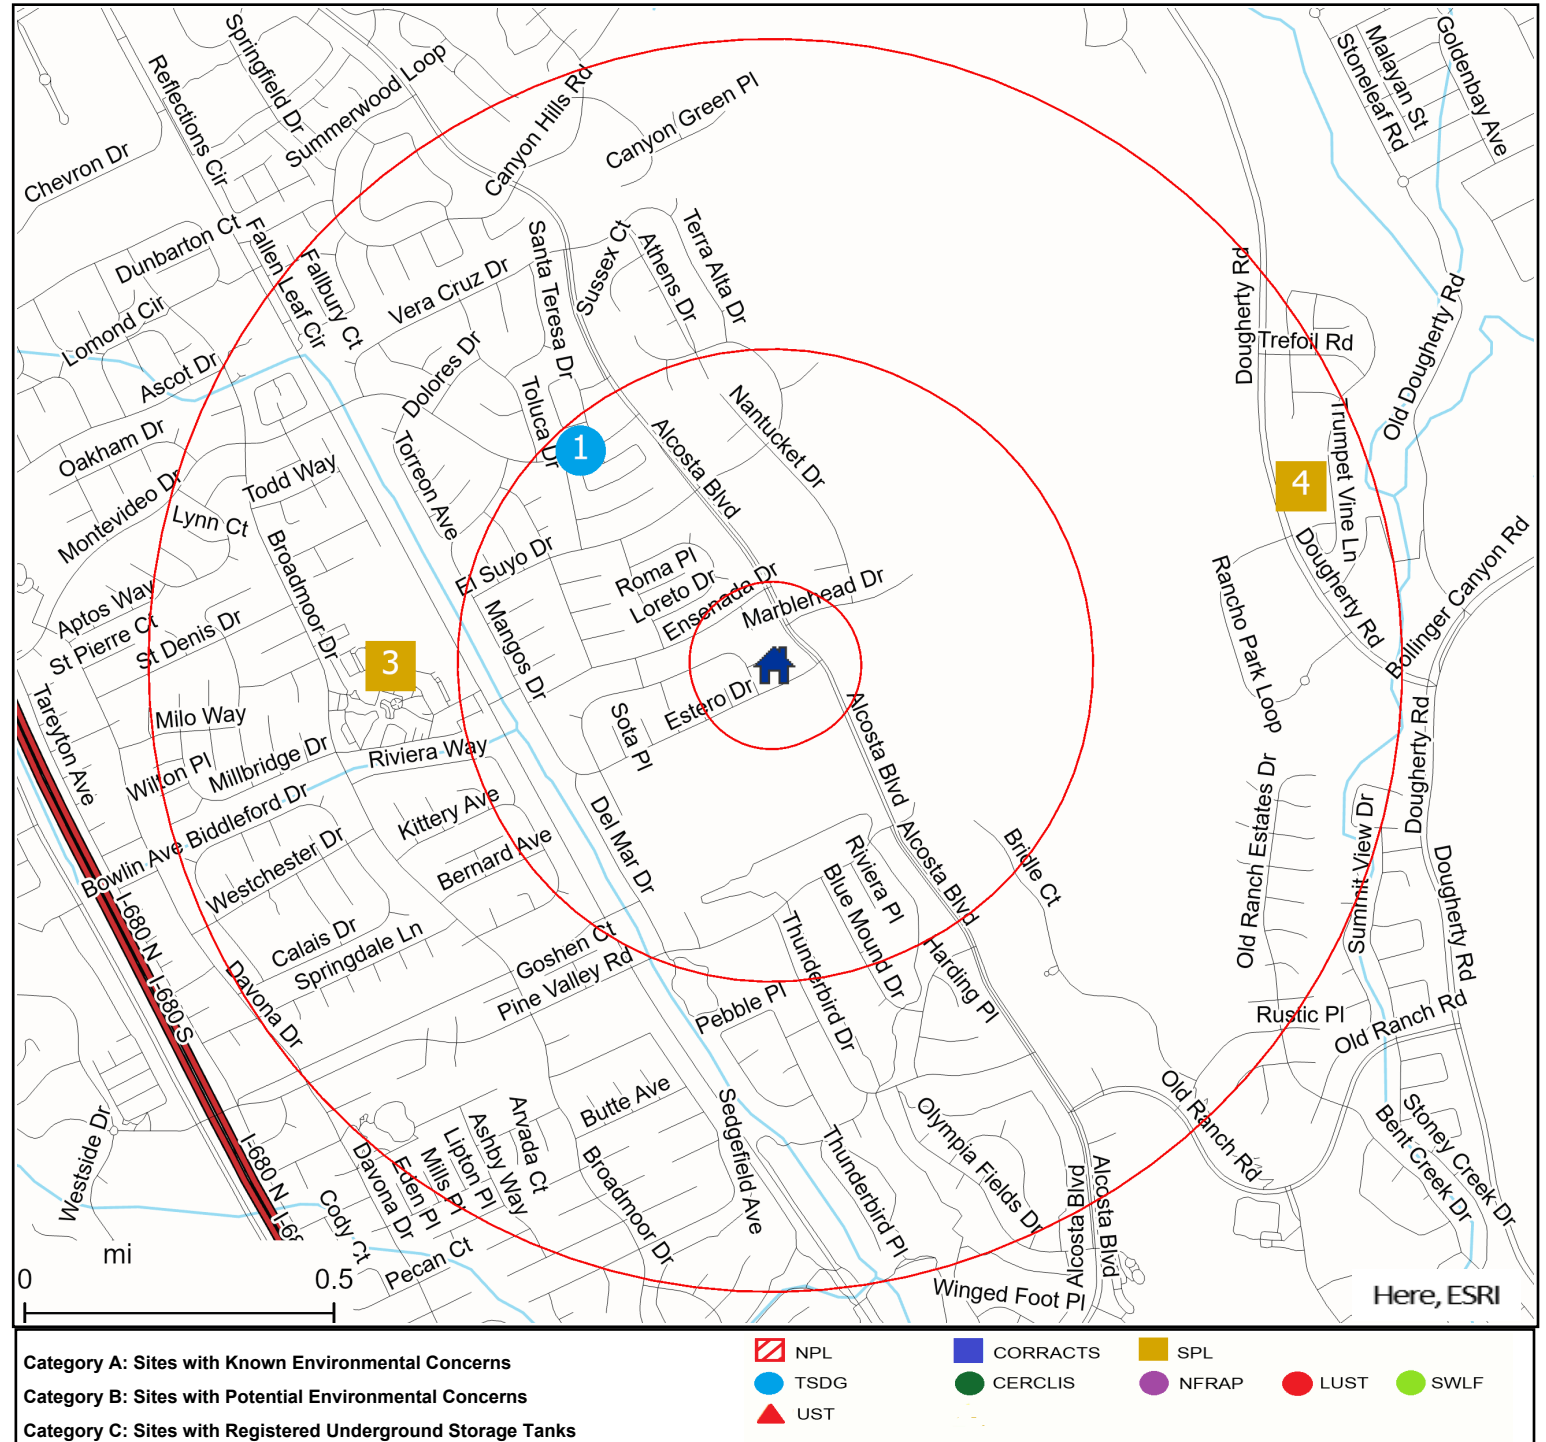 Springfield Dr
Reflections Cir
Summerwood Loop
Canyon Hills Rd
Canyon Green Pl
Chevron Dr
Malayan St
Stoneleaf Rd
Goldenbay Ave
Dunbarton Ct
Fallen Leaf Cir
Fallbury Ct
Vera Cruz Dr
Santa Teresa Dr
Sussex Ct
Athens Dr
Terra Alta Dr
Dougherty Rd
Trefoil Rd
Old Dougherty Rd
Lomond Cir
Ascot Dr
Dolores Dr
Toluca Dr
1
Nantucket Dr
Alcosta Blvd
Trumpet Vine Ln
4
Oakham Dr
Montevideo Dr
Todd Way
Lynn Ct
Torreon Ave
Broadmoor Dr
El Suyo Dr
Roma Pl
Loreto Dr
Ensenada Dr
Marblehead Dr
Dougherty Rd
Rancho Park Loop
Bollinger Canyon Rd
Aptos Way
St Pierre Ct
St Denis Dr
3
Mangos Dr
Estero Dr
Sota Pl
Alcosta Blvd
Tareyton Ave
Milo Way
Wilton Pl
Millbridge Dr
Riviera Way
Bowlin Ave
Biddleford Dr
Kittery Ave
Westchester Dr
Bernard Ave
Del Mar Dr
Riviera Pl
Blue Mound Dr
Alcosta Blvd
Bridle Ct
Old Ranch Estates Dr
Summit View Dr
Dougherty Rd
Dougherty Rd
I-680 N
I-680 S
Calais Dr
Springdale Ln
Goshen Ct
Pine Valley Rd
Davona Dr
Pebble Pl
Thunderbird Dr
Harding Pl
Rustic Pl
Old Ranch Rd
Westside Dr
I-680 N
I-68
Butte Ave
Arvada Ct
Ashby Way
Lipton Pl
Mills Pl
Eden Pl
Davona Dr
Cody Ct
Pecan Ct
Broadmoor Dr
Sedgefield Ave
Thunderbird Pl
Olympia Fields Dr
Alcosta Blvd
Alcosta Blvd
Winged Foot Pl
Old Ranch Rd
Bent Creek Dr
Stoney Creek Dr
mi
0 0.5
Here, ESRI
Category A: Sites with Known Environmental Concerns
Category B: Sites with Potential Environmental Concerns
Category C: Sites with Registered Underground Storage Tanks
NPL CORRACTS SPL
TSDG CERCLIS NFRAP LUST SWLF
UST